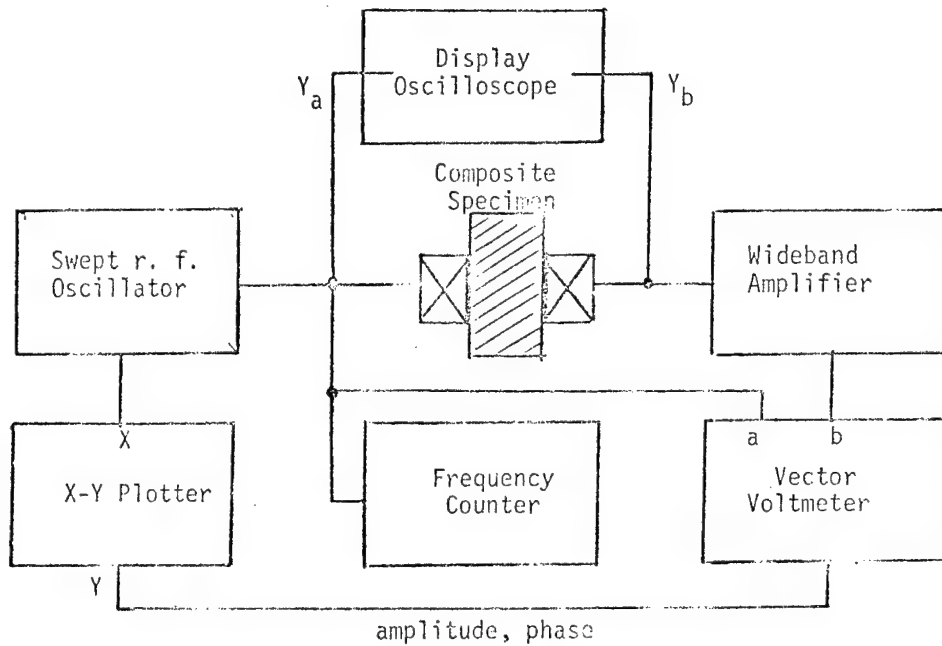 Display
Oscilloscope
Ya
Yb
Composite
Specimen
Swept r. f.
Oscillator
Wideband
Amplifier
X
a
b
X-Y Plotter
Frequency
Counter
Vector
Voltmeter
Y
amplitude, phase